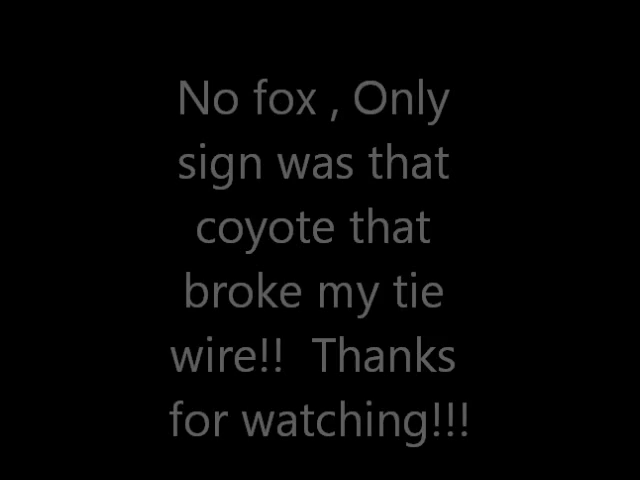 No fox , Only
sign was that
coyote that
broke my tie
wire!!  Thanks
for watching!!!